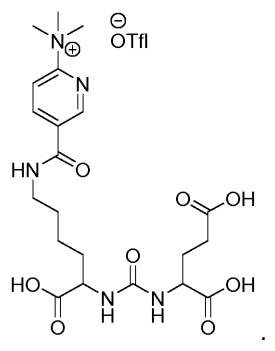 ⊖
N ⊕ OTfl
N
HN O
O OH
O
HO OH
O N N O
H H
.